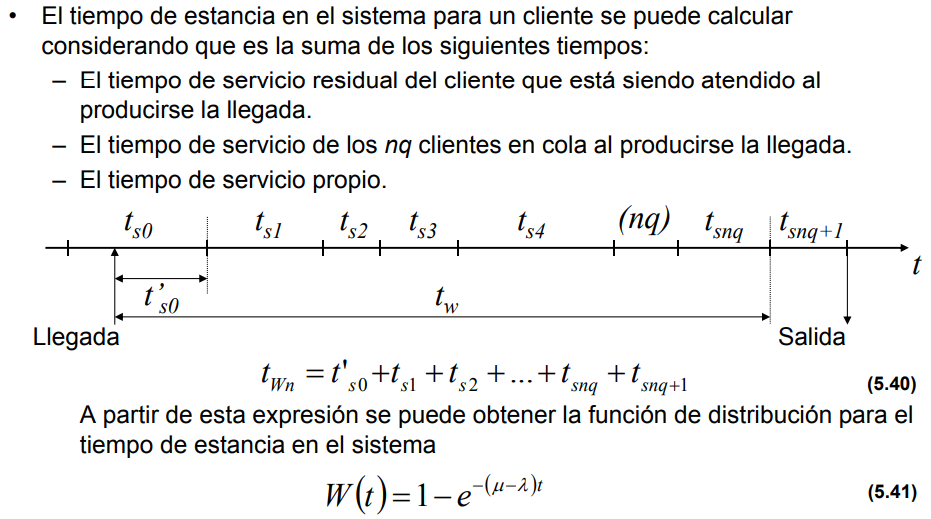 • El tiempo de estancia en el sistema para un cliente se puede calcular
considerando que es la suma de los siguientes tiempos:
– El tiempo de servicio residual del cliente que está siendo atendido al
producirse la llegada.
– El tiempo de servicio de los nq clientes en cola al producirse la llegada.
– El tiempo de servicio propio.
t_{s0} t_{s1} t_{s2} t_{s3} t_{s4} (nq) t_{snq} t_{snq+1}
t
t'_{s0} t_w
Llegada Salida
t_{Wn} = t'_{s0} + t_{s1} + t_{s2} + ... + t_{snq} + t_{snq+1} (5.40)
A partir de esta expresión se puede obtener la función de distribución para el
tiempo de estancia en el sistema
W(t) = 1 − e^{−(μ−λ)t} (5.41)